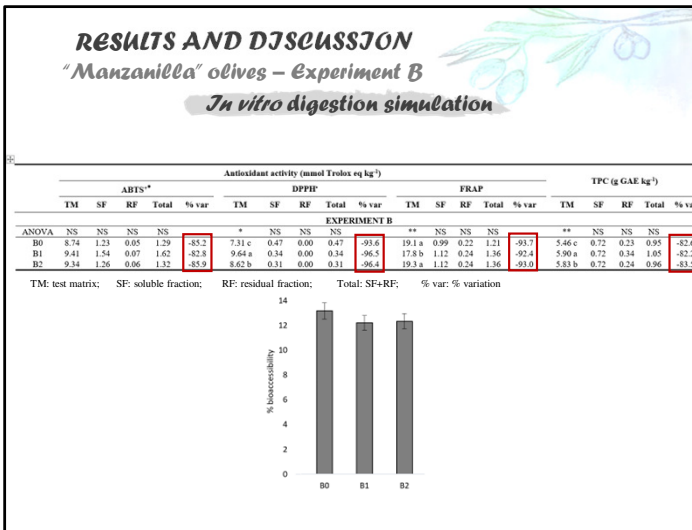 RESULTS AND DISCUSSION
"Manzanilla" olives – Experiment B
In vitro digestion simulation
Antioxidant activity (mmol Trolox eq kg-1) TPC (g GAE kg-1)
ABTS•+ DPPH• FRAP
TM SF RF Total % var TM SF RF Total % var TM SF RF Total % var TM SF RF Total % va
EXPERIMENT B
ANOVA NS NS NS NS * NS NS NS ** NS NS NS ** NS NS NS
B0 8.74 1.23 0.05 1.29 -85.2 7.31 c 0.47 0.00 0.47 -93.6 19.1 a 0.99 0.22 1.21 -93.7 5.46 c 0.72 0.23 0.95 -82.6
B1 9.41 1.54 0.07 1.62 -82.8 9.64 a 0.34 0.00 0.34 -96.5 17.8 b 1.12 0.24 1.36 -92.4 5.90 a 0.72 0.34 1.05 -82.2
B2 9.34 1.26 0.06 1.32 -85.9 8.62 b 0.31 0.00 0.31 -96.4 19.3 a 1.12 0.24 1.36 -93.0 5.83 b 0.72 0.24 0.96 -83.5
TM: test matrix; SF: soluble fraction; RF: residual fraction; Total: SF+RF; % var: % variation
14
12
10
8
6
4
2
0
% bioaccessibility
B0 B1 B2